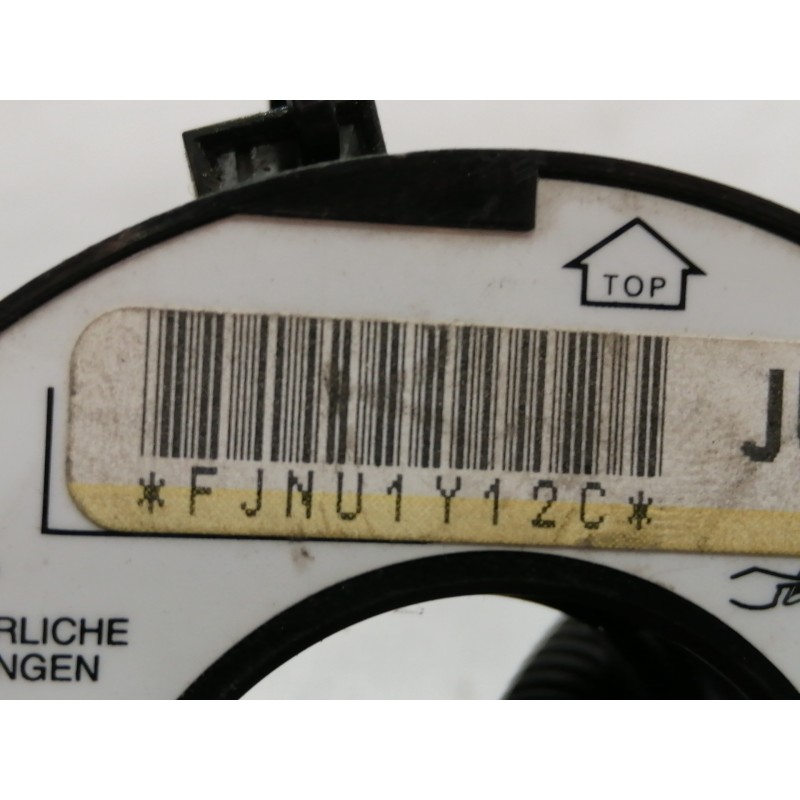 TOP
*FJNU1Y12C*
RLICHE
NGEN